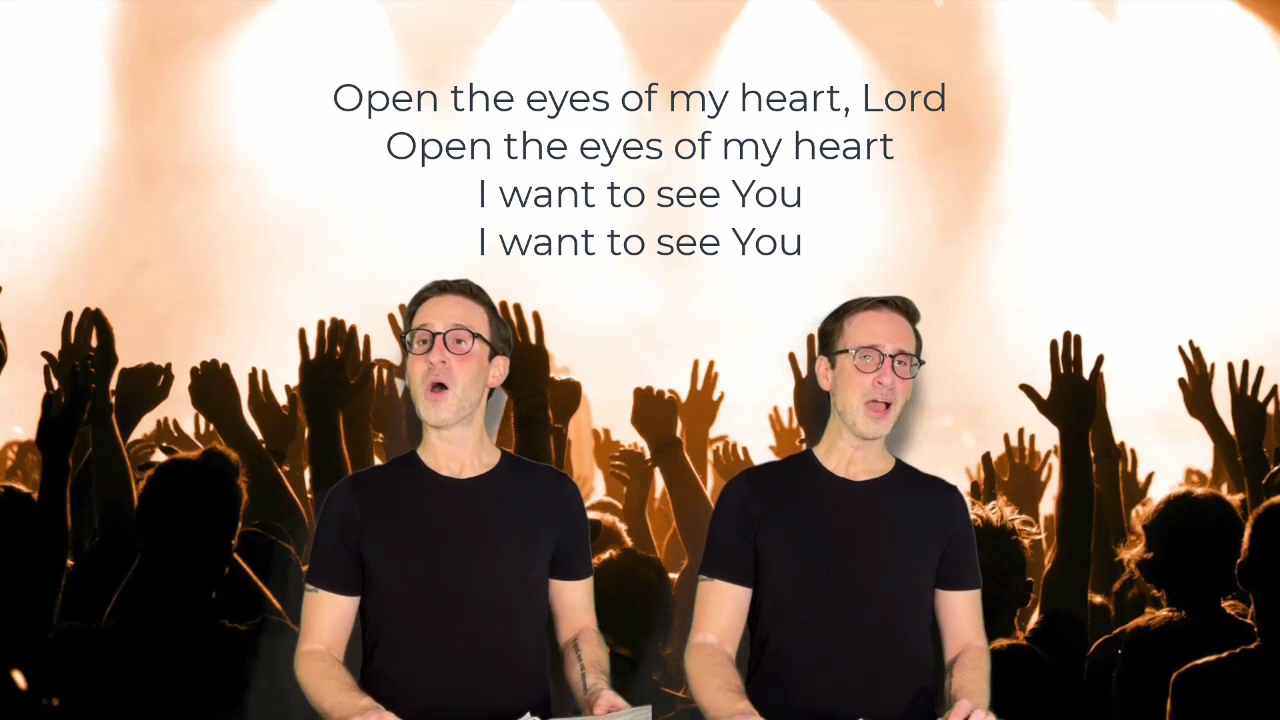 Open the eyes of my heart, Lord
Open the eyes of my heart
I want to see You
I want to see You